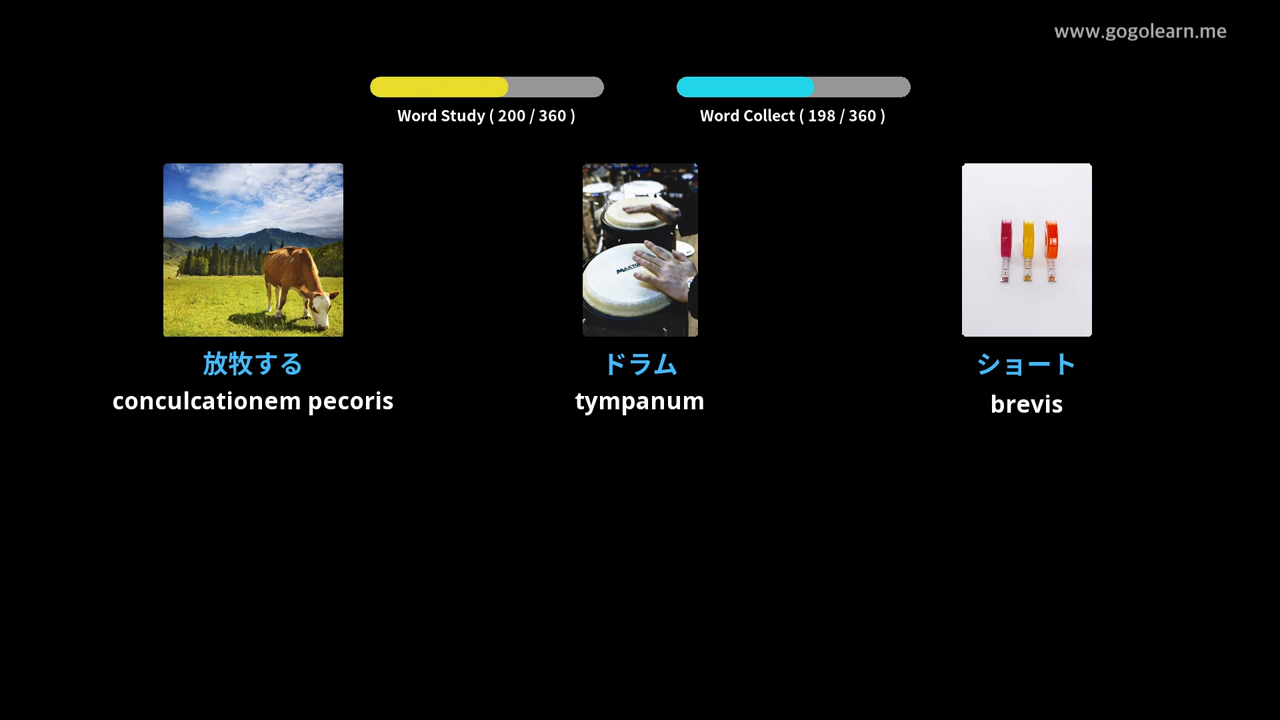 www.gogolearn.me
Word Study ( 200 / 360 )
Word Collect ( 198 / 360 )
放牧する
conculcationem pecoris
ドラム
tympanum
ショート
brevis